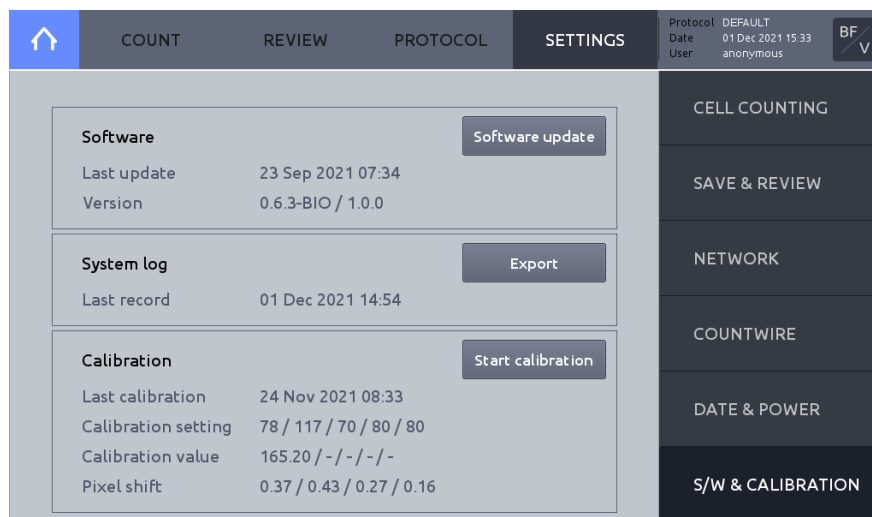 COUNT REVIEW PROTOCOL SETTINGS
Protocol DEFAULT
Date 01 Dec 2021 15:33
User anonymous
BF/V
Software Software update
Last update 23 Sep 2021 07:34
Version 0.6.3-BIO / 1.0.0
System log Export
Last record 01 Dec 2021 14:54
Calibration Start calibration
Last calibration 24 Nov 2021 08:33
Calibration setting 78 / 117 / 70 / 80 / 80
Calibration value 165.20 / - / - / - / -
Pixel shift 0.37 / 0.43 / 0.27 / 0.16
CELL COUNTING
SAVE & REVIEW
NETWORK
COUNTWIRE
DATE & POWER
S/W & CALIBRATION